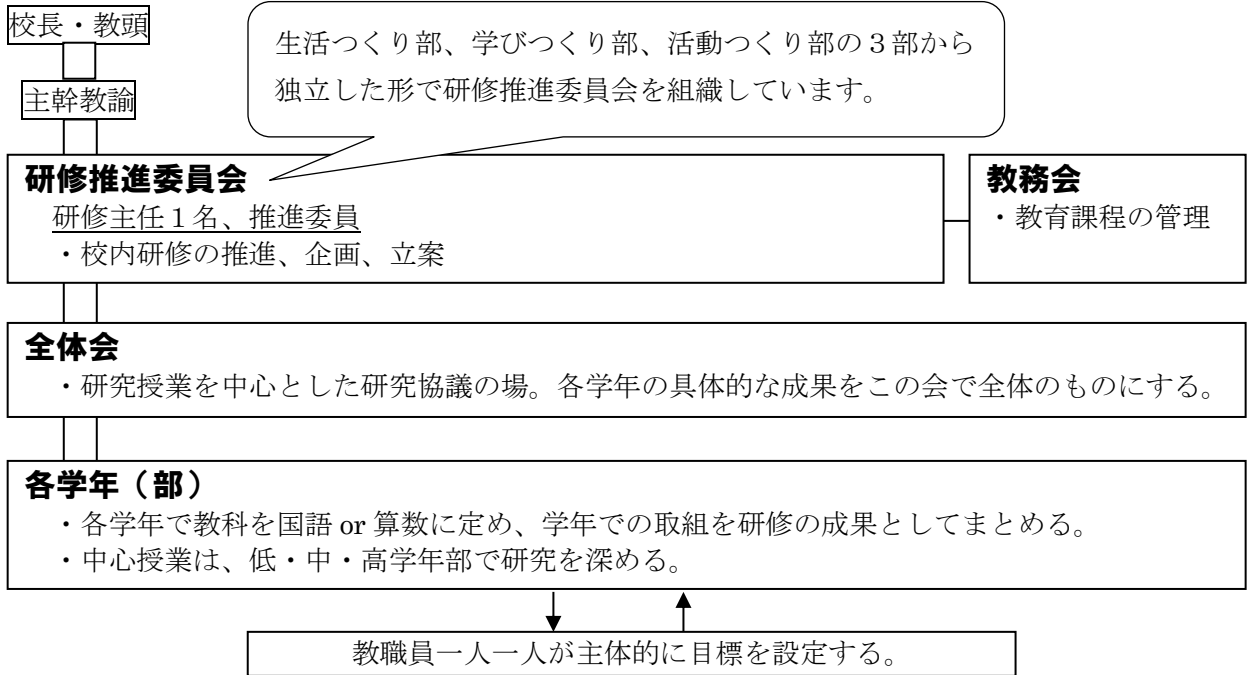 校長・教頭
主幹教諭
生活つくり部、学びつくり部、活動つくり部の３部から
独立した形で研修推進委員会を組織しています。
研修推進委員会
研修主任１名、推進委員
・校内研修の推進、企画、立案
教務会
・教育課程の管理
全体会
・研究授業を中心とした研究協議の場。各学年の具体的な成果をこの会で全体のものにする。
各学年（部）
・各学年で教科を国語 or 算数に定め、学年での取組を研修の成果としてまとめる。
・中心授業は、低・中・高学年部で研究を深める。
教職員一人一人が主体的に目標を設定する。